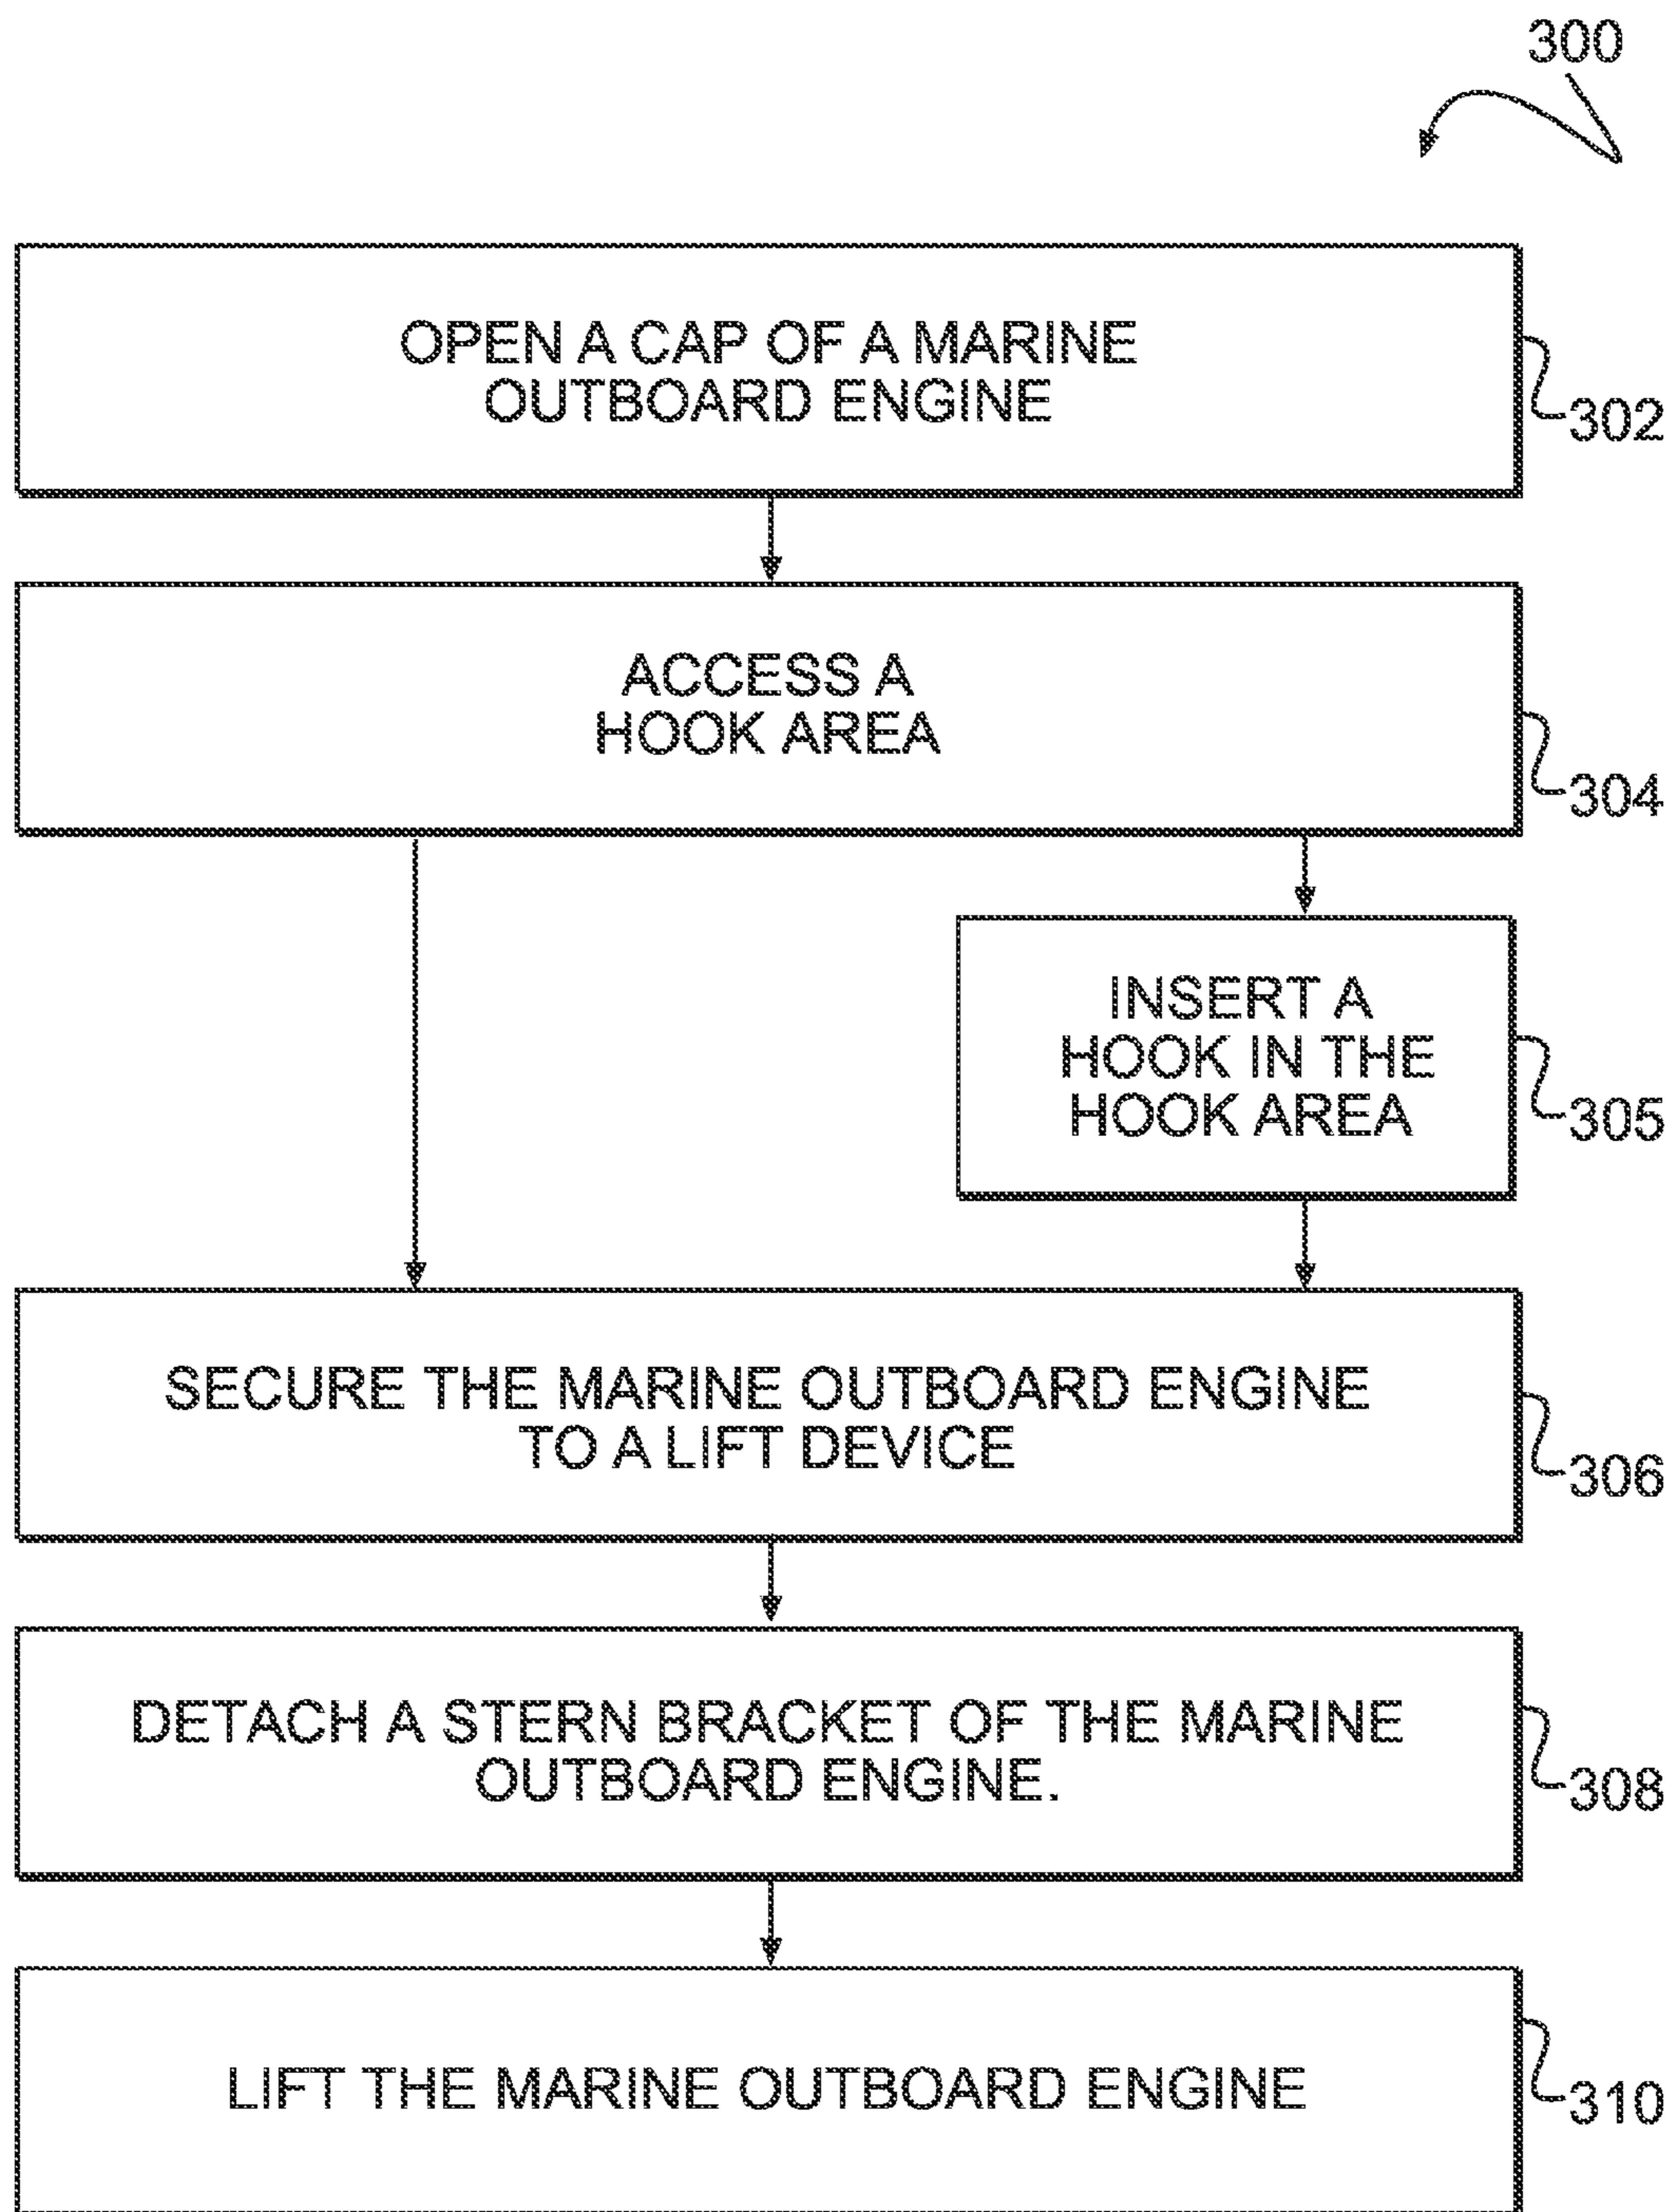 300
OPEN A CAP OF A MARINE
OUTBOARD ENGINE
302
ACCESS A
HOOK AREA
304
INSERT A
HOOK IN THE
HOOK AREA
305
SECURE THE MARINE OUTBOARD ENGINE
TO A LIFT DEVICE
306
DETACH A STERN BRACKET OF THE MARINE
OUTBOARD ENGINE.
308
LIFT THE MARINE OUTBOARD ENGINE
310